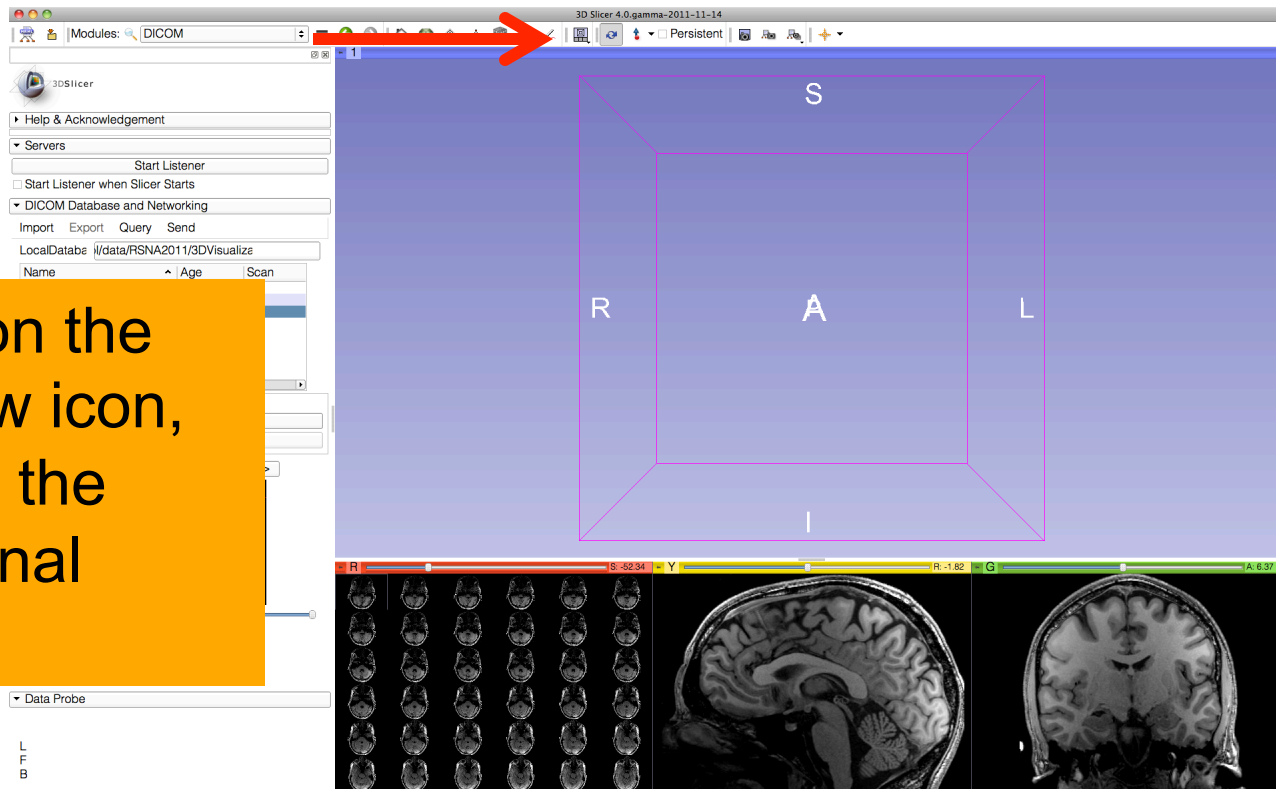 3D Slicer 4.0.gamma-2011-11-14
Modules: DICOM
Persistent
1
3DSlicer
Help & Acknowledgement
Servers
Start Listener
Start Listener when Slicer Starts
DICOM Database and Networking
Import Export Query Send
LocalDataba l/data/RSNA2011/3DVisualiza
Name Age Scan
on the
w icon,
the
nal
>
Data Probe
L
F
B
S
R
A
L
I
R S: -52.34
Y R: -1.82
G A: 6.37